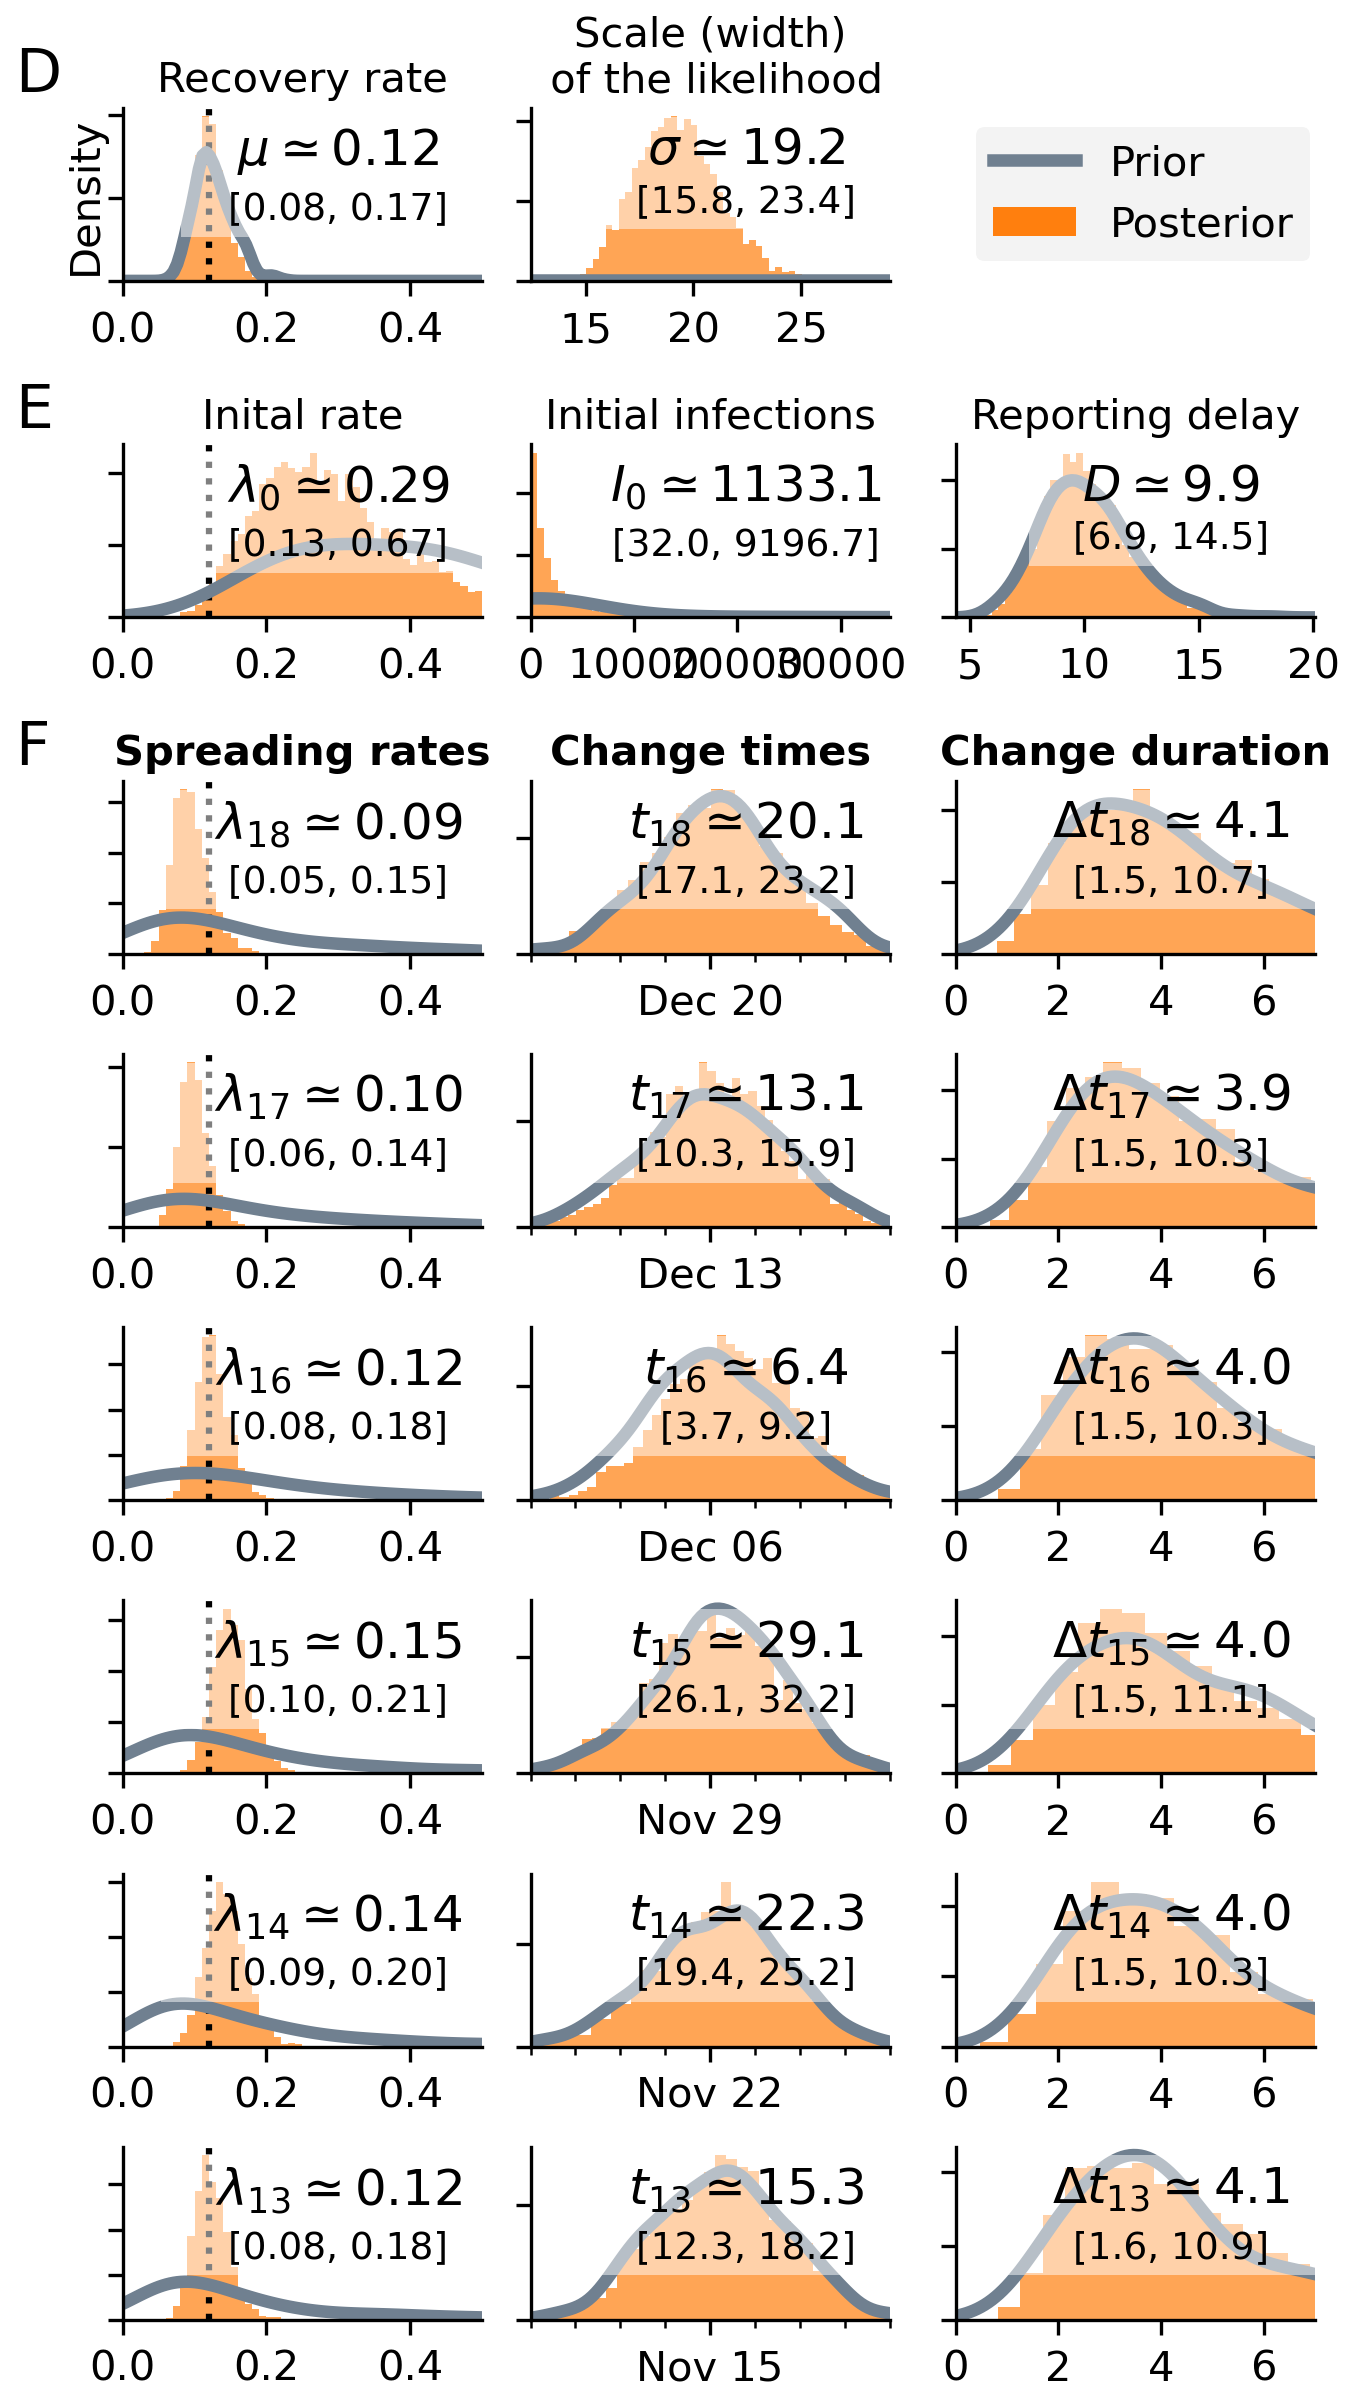 D
Recovery rate
Scale (width)
of the likelihood
Density
μ ≃ 0.12
[0.08, 0.17]
σ ≃ 19.2
[15.8, 23.4]
Prior
Posterior
0.0 0.2 0.4
15 20 25
E
Inital rate
Initial infections
Reporting delay
λ0 ≃ 0.29
[0.13, 0.67]
I0 ≃ 1133.1
[32.0, 9196.7]
D ≃ 9.9
[6.9, 14.5]
0.0 0.2 0.4
0 10000 20000 30000
5 10 15 20
F
Spreading rates
Change times
Change duration
λ18 ≃ 0.09
[0.05, 0.15]
t18 ≃ 20.1
[17.1, 23.2]
Δt18 ≃ 4.1
[1.5, 10.7]
0.0 0.2 0.4
Dec 20
0 2 4 6
λ17 ≃ 0.10
[0.06, 0.14]
t17 ≃ 13.1
[10.3, 15.9]
Δt17 ≃ 3.9
[1.5, 10.3]
0.0 0.2 0.4
Dec 13
0 2 4 6
λ16 ≃ 0.12
[0.08, 0.18]
t16 ≃ 6.4
[3.7, 9.2]
Δt16 ≃ 4.0
[1.5, 10.3]
0.0 0.2 0.4
Dec 06
0 2 4 6
λ15 ≃ 0.15
[0.10, 0.21]
t15 ≃ 29.1
[26.1, 32.2]
Δt15 ≃ 4.0
[1.5, 11.1]
0.0 0.2 0.4
Nov 29
0 2 4 6
λ14 ≃ 0.14
[0.09, 0.20]
t14 ≃ 22.3
[19.4, 25.2]
Δt14 ≃ 4.0
[1.5, 10.3]
0.0 0.2 0.4
Nov 22
0 2 4 6
λ13 ≃ 0.12
[0.08, 0.18]
t13 ≃ 15.3
[12.3, 18.2]
Δt13 ≃ 4.1
[1.6, 10.9]
0.0 0.2 0.4
Nov 15
0 2 4 6